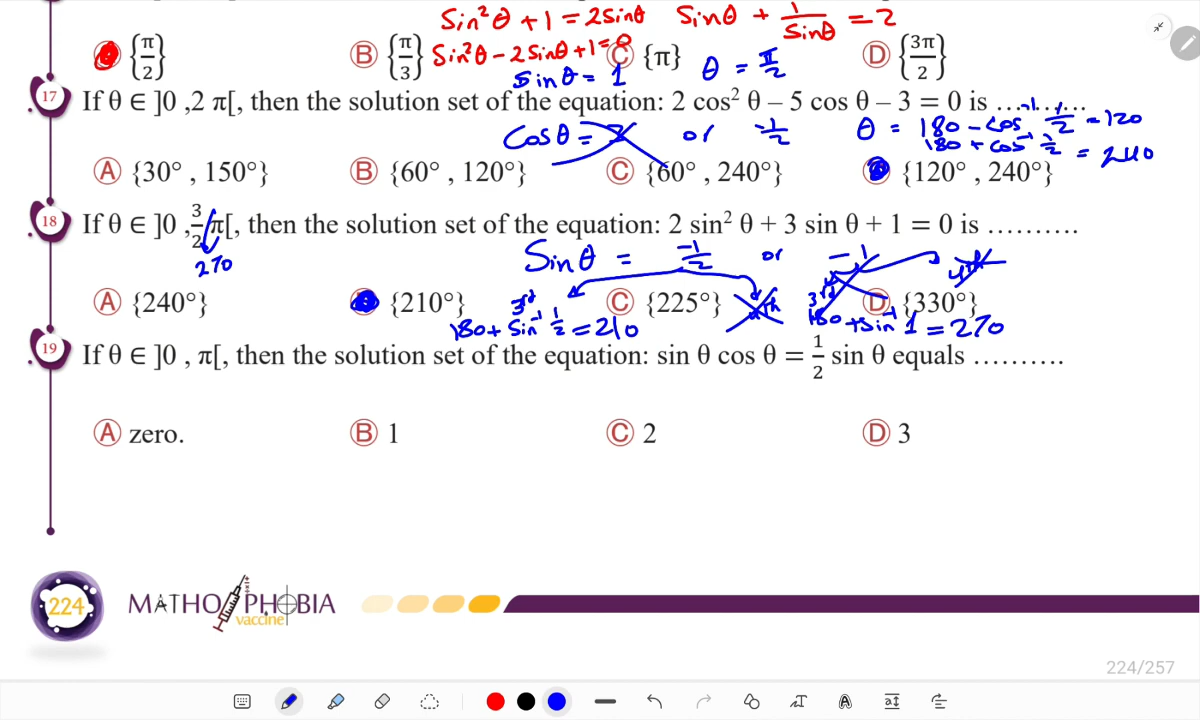 Sin²θ + 1 = 2sinθ Sinθ + 1/Sinθ = 2
{π/2} Ⓑ {π/3} Sin²θ - 2sinθ + 1 = 0 Ⓒ {π} Ⓓ {3π/2}
sinθ = 1 θ = π/2
17 If θ ∈ ]0 ,2 π[, then the solution set of the equation: 2 cos² θ – 5 cos θ – 3 = 0 is ..........
Cosθ = 3 or -1/2 θ = 180 - cos⁻¹ 1/2 = 120
180 + cos⁻¹ 1/2 = 240
Ⓐ {30° , 150°} Ⓑ {60° , 120°} Ⓒ {60° , 240°} {120° , 240°}
18 If θ ∈ ]0 , 3/2 π[, then the solution set of the equation: 2 sin² θ + 3 sin θ + 1 = 0 is ..........
270
Sinθ = -1/2 or -1 4th
Ⓐ {240°} {210°} 3rd Ⓒ {225°} 4th 3rd Ⓓ {330°}
180 + sin⁻¹ 1/2 = 210 180 + sin⁻¹ 1 = 270
19 If θ ∈ ]0 , π[, then the solution set of the equation: sin θ cos θ = 1/2 sin θ equals ..........
Ⓐ zero. Ⓑ 1 Ⓒ 2 Ⓓ 3
224 MATHOPHOBIA
vaccine
224/257